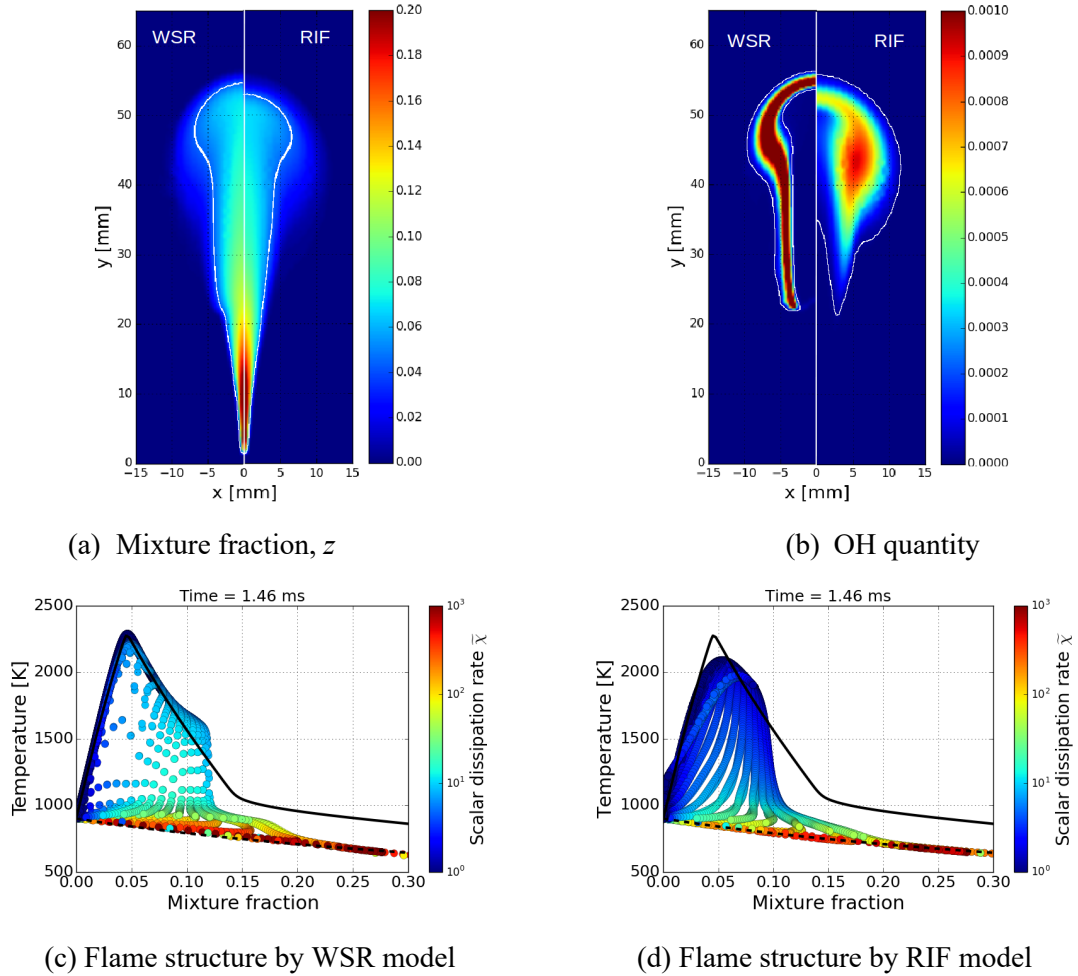 WSR RIF
60
50
40
30
20
10
0
y [mm]
−15 −10 −5 0 5 10 15
x [mm]
0.20
0.18
0.16
0.14
0.12
0.10
0.08
0.06
0.04
0.02
0.00
(a) Mixture fraction, z
WSR RIF
60
50
40
30
20
10
0
y [mm]
−15 −10 −5 0 5 10 15
x [mm]
0.0010
0.0009
0.0008
0.0007
0.0006
0.0005
0.0004
0.0003
0.0002
0.0001
0.0000
(b) OH quantity
Time = 1.46 ms
2500
2000
1500
1000
500
Temperature [K]
0.00 0.05 0.10 0.15 0.20 0.25 0.30
Mixture fraction
10³
10²
10¹
10⁰
Scalar dissipation rate χ̃
(c) Flame structure by WSR model
Time = 1.46 ms
2500
2000
1500
1000
500
Temperature [K]
0.00 0.05 0.10 0.15 0.20 0.25 0.30
Mixture fraction
10³
10²
10¹
10⁰
Scalar dissipation rate χ̃
(d) Flame structure by RIF model